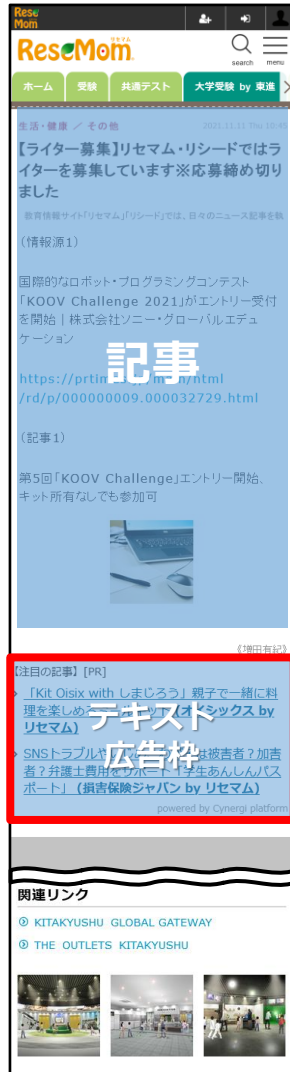 Rese
Mom
リセマム
ReseMom.
search menu
ホーム 受験 共通テスト 大学受験 by 東進
生活・健康 / その他 2021.11.11 Thu 10:45
【ライター募集】リセマム・リシードではラ
イターを募集しています※応募締め切り
ました
教育情報サイト「リセマム」「リシード」では、日々のニュース記事を執
(情報源1)
国際的なロボット・プログラミングコンテスト
「KOOV Challenge 2021」がエントリー受付
を開始 | 株式会社ソニー・グローバルエデュ
ケーション
記事
https://prtimes.jp/main/html
/rd/p/000000009.000032729.html
(記事1)
第5回「KOOV Challenge」エントリー開始、
キット所有なしでも参加可
《増田有紀》
【注目の記事】[PR]
「Kit Oisix with しまじろう」親子で一緒に料
理を楽しめる (オイシックス by
リセマム)
テキスト
広告枠
SNSトラブルや は被害者？加害
者？弁護士費用をサポート「学生あんしんパス
ポート」 (損害保険ジャパン by リセマム)
powered by Cynergi platform
関連リンク
KITAKYUSHU GLOBAL GATEWAY
THE OUTLETS KITAKYUSHU